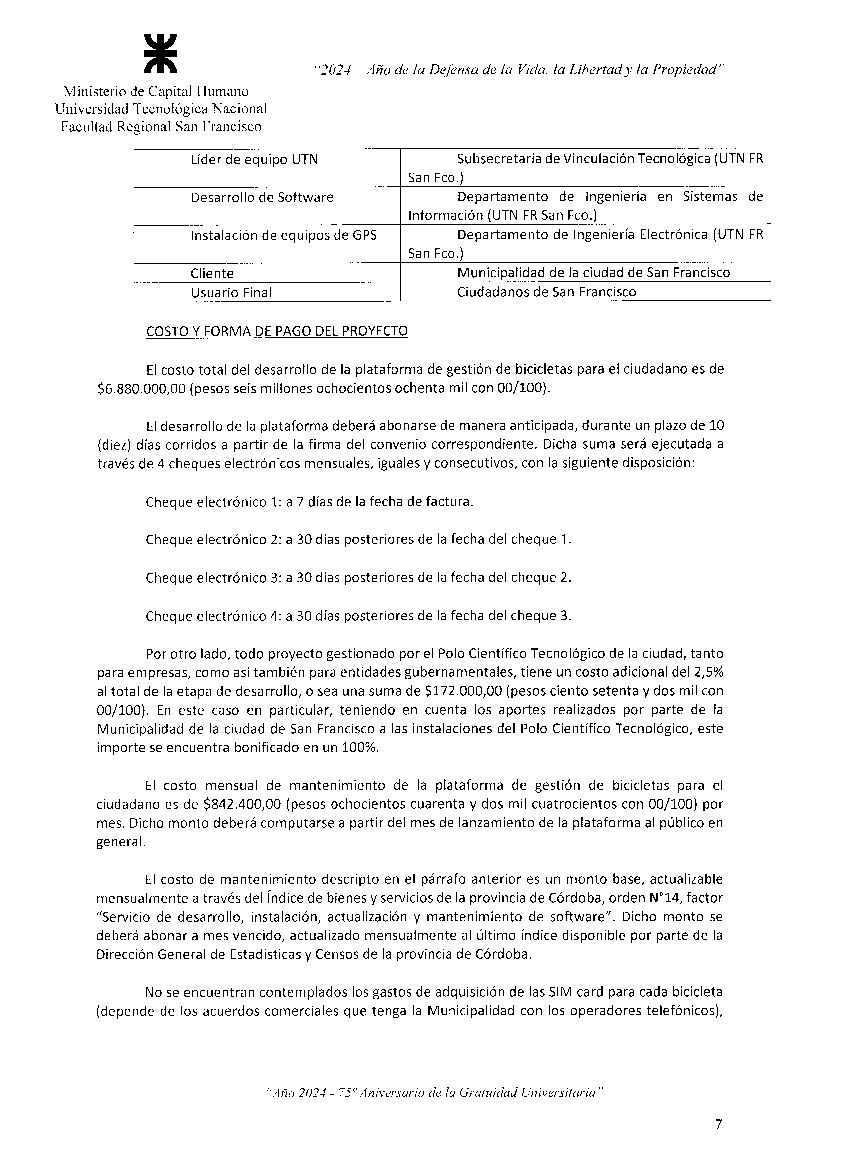 "2024 Año de la Defensa de la Vida, la Libertad y la Propiedad"
Ministerio de Capital Humano
Universidad Tecnológica Nacional
Facultad Regional San Francisco
Líder de equipo UTN
Subsecretaría de Vinculación Tecnológica (UTN FR
San Fco.)
Desarrollo de Software
Departamento de Ingeniería en Sistemas de
Información (UTN FR San Fco.)
Instalación de equipos de GPS
Departamento de Ingeniería Electrónica (UTN FR
San Fco.)
Cliente
Municipalidad de la ciudad de San Francisco
Usuario Final
Ciudadanos de San Francisco
COSTO Y FORMA DE PAGO DEL PROYECTO
El costo total del desarrollo de la plataforma de gestión de bicicletas para el ciudadano es de
$6.880.000,00 (pesos seis millones ochocientos ochenta mil con 00/100).
El desarrollo de la plataforma deberá abonarse de manera anticipada, durante un plazo de 10
(diez) días corridos a partir de la firma del convenio correspondiente. Dicha suma será ejecutada a
través de 4 cheques electrónicos mensuales, iguales y consecutivos, con la siguiente disposición:
Cheque electrónico 1: a 7 días de la fecha de factura.
Cheque electrónico 2: a 30 días posteriores de la fecha del cheque 1.
Cheque electrónico 3: a 30 días posteriores de la fecha del cheque 2.
Cheque electrónico 4: a 30 días posteriores de la fecha del cheque 3.
Por otro lado, todo proyecto gestionado por el Polo Científico Tecnológico de la ciudad, tanto
para empresas, como así también para entidades gubernamentales, tiene un costo adicional del 2,5%
al total de la etapa de desarrollo, o sea una suma de $172.000,00 (pesos ciento setenta y dos mil con
00/100). En este caso en particular, teniendo en cuenta los aportes realizados por parte de la
Municipalidad de la ciudad de San Francisco a las instalaciones del Polo Científico Tecnológico, este
importe se encuentra bonificado en un 100%.
El costo mensual de mantenimiento de la plataforma de gestión de bicicletas para el
ciudadano es de $842.400,00 (pesos ochocientos cuarenta y dos mil cuatrocientos con 00/100) por
mes. Dicho monto deberá computarse a partir del mes de lanzamiento de la plataforma al público en
general.
El costo de mantenimiento descripto en el párrafo anterior es un monto base, actualizable
mensualmente a través del Índice de bienes y servicios de la provincia de Córdoba, orden N°14, factor
"Servicio de desarrollo, instalación, actualización y mantenimiento de software". Dicho monto se
deberá abonar a mes vencido, actualizado mensualmente al último índice disponible por parte de la
Dirección General de Estadísticas y Censos de la provincia de Córdoba.
No se encuentran contemplados los gastos de adquisición de las SIM card para cada bicicleta
(depende de los acuerdos comerciales que tenga la Municipalidad con los operadores telefónicos),
"Año 2024 - 75° Aniversario de la Gratuidad Universitaria"
7